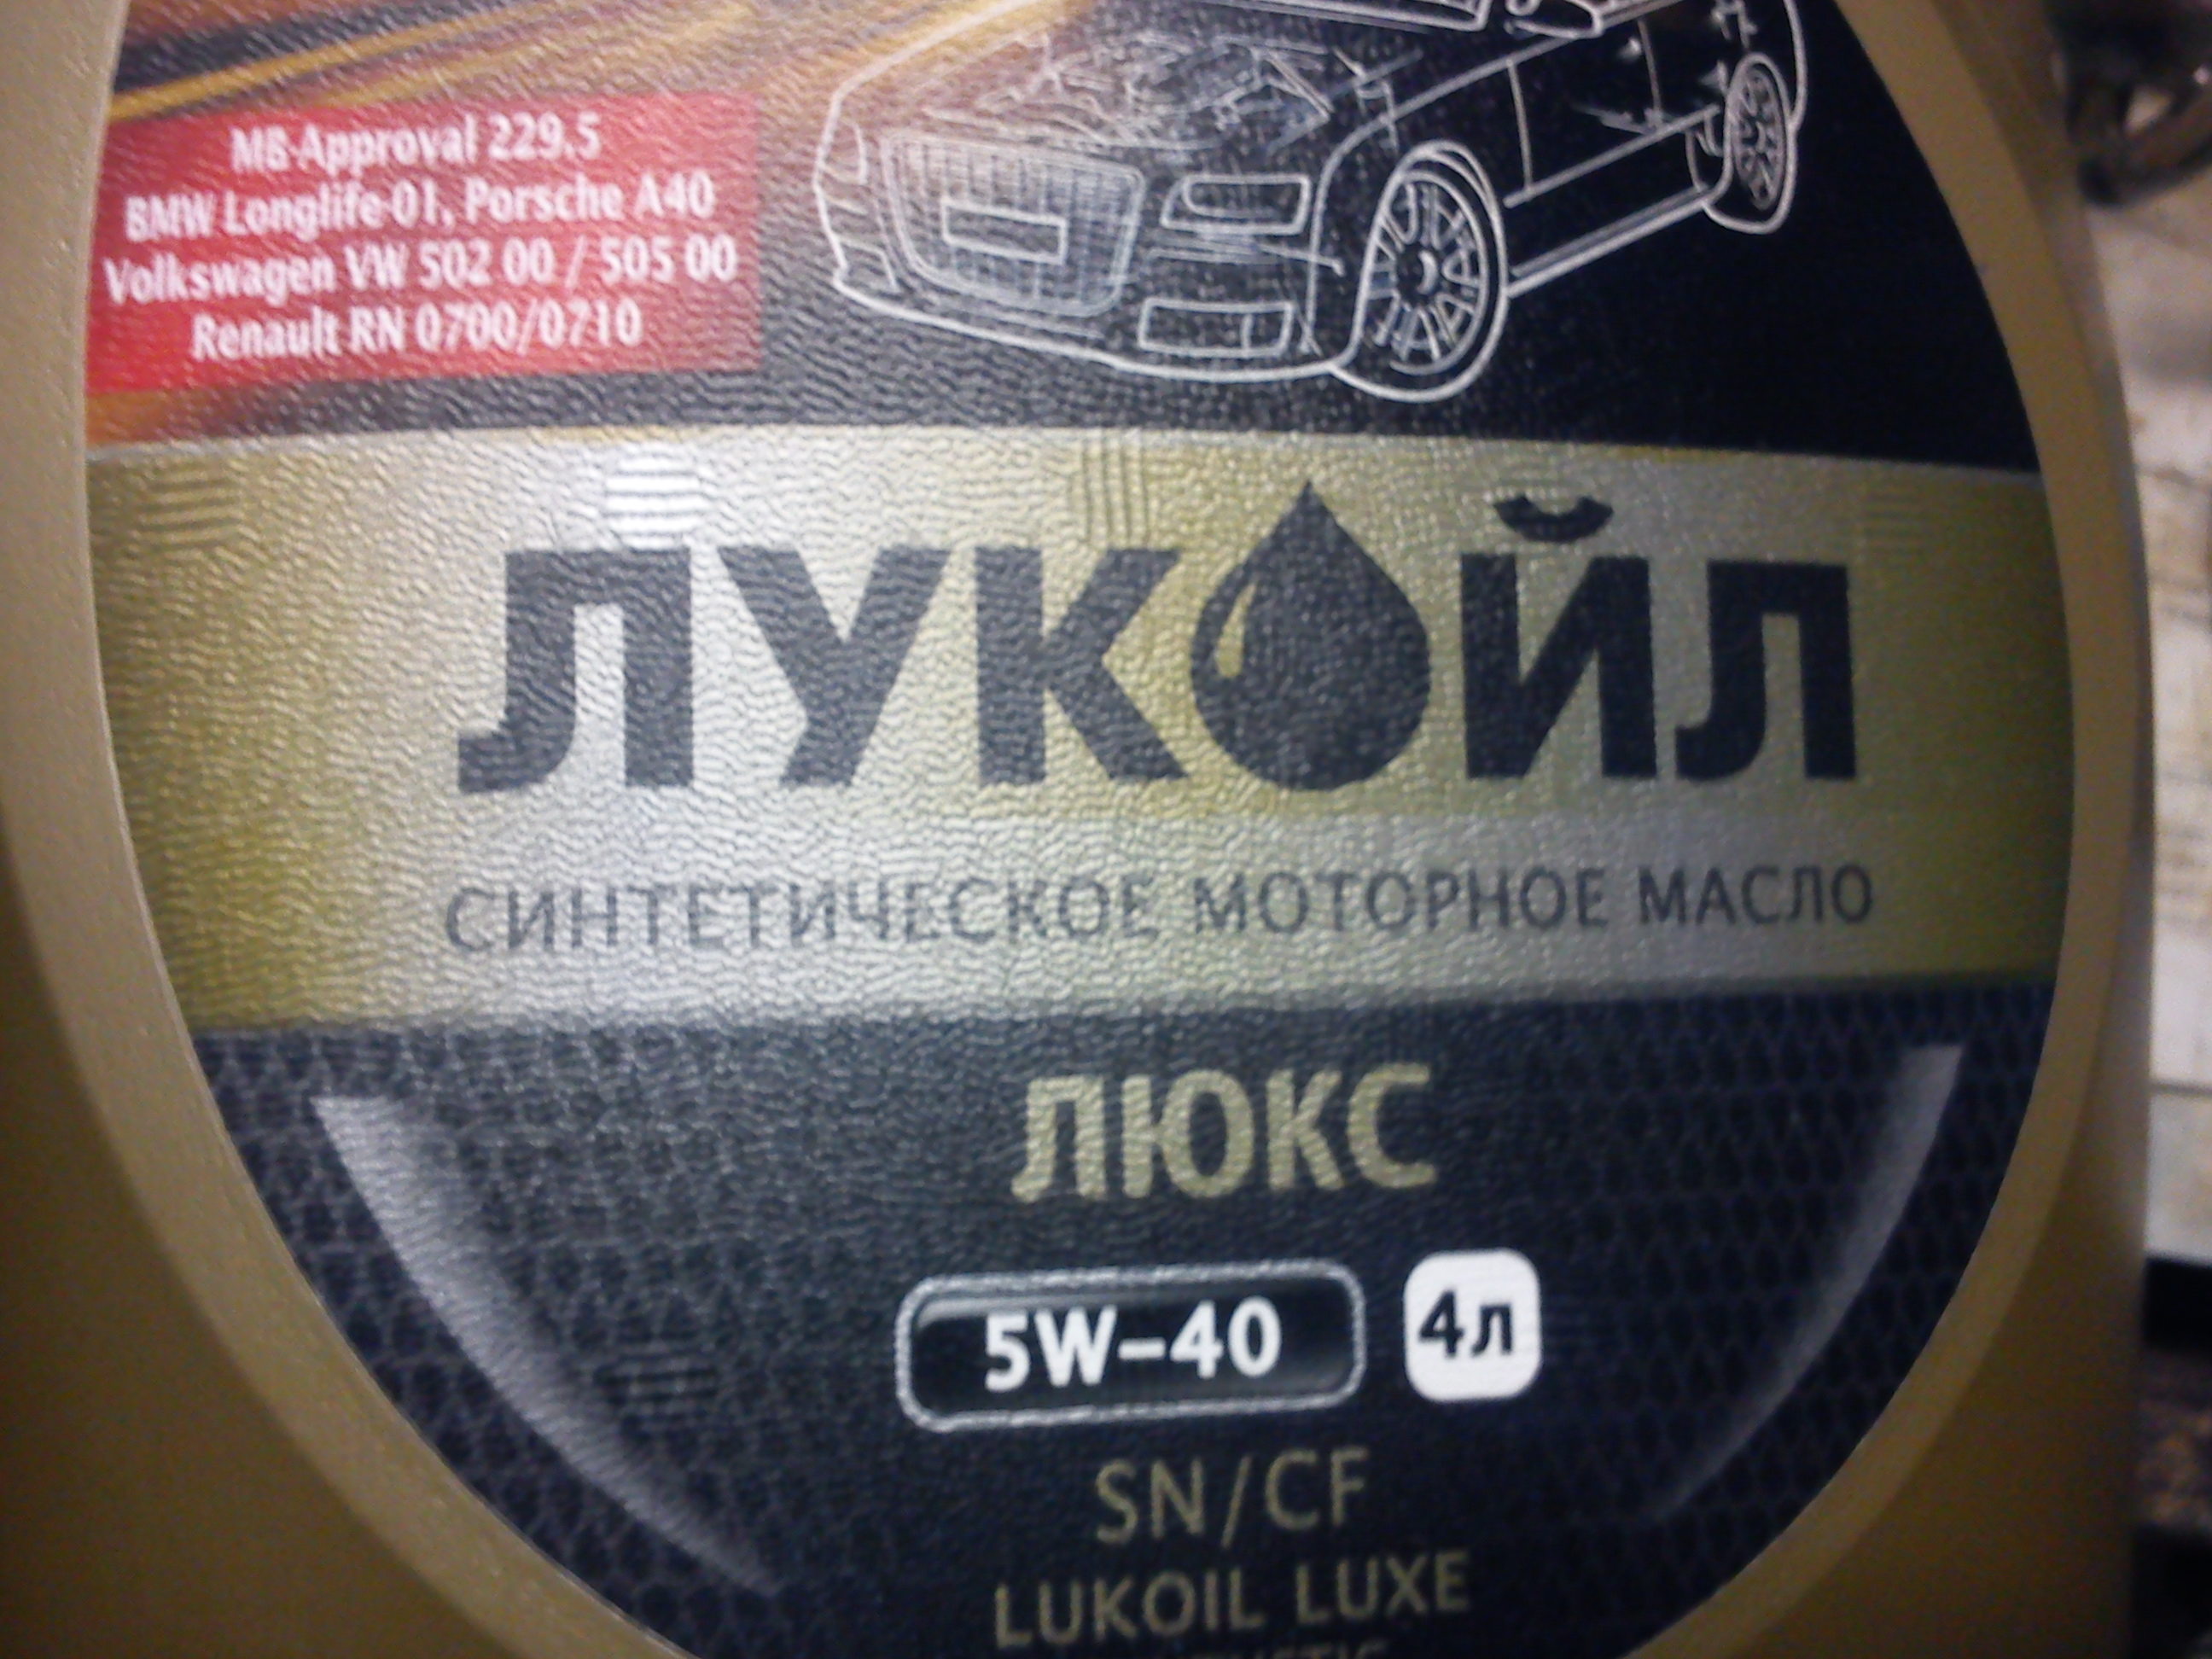 MB-Approval 229.5
BMW Longlife-01, Porsche A40
Volkswagen VW 502 00 / 505 00
Renault RN 0700/0710
ЛУКОЙЛ
СИНТЕТИЧЕСКОЕ МОТОРНОЕ МАСЛО
ЛЮКС
5W-40 4л
SN/CF
LUKOIL LUXE